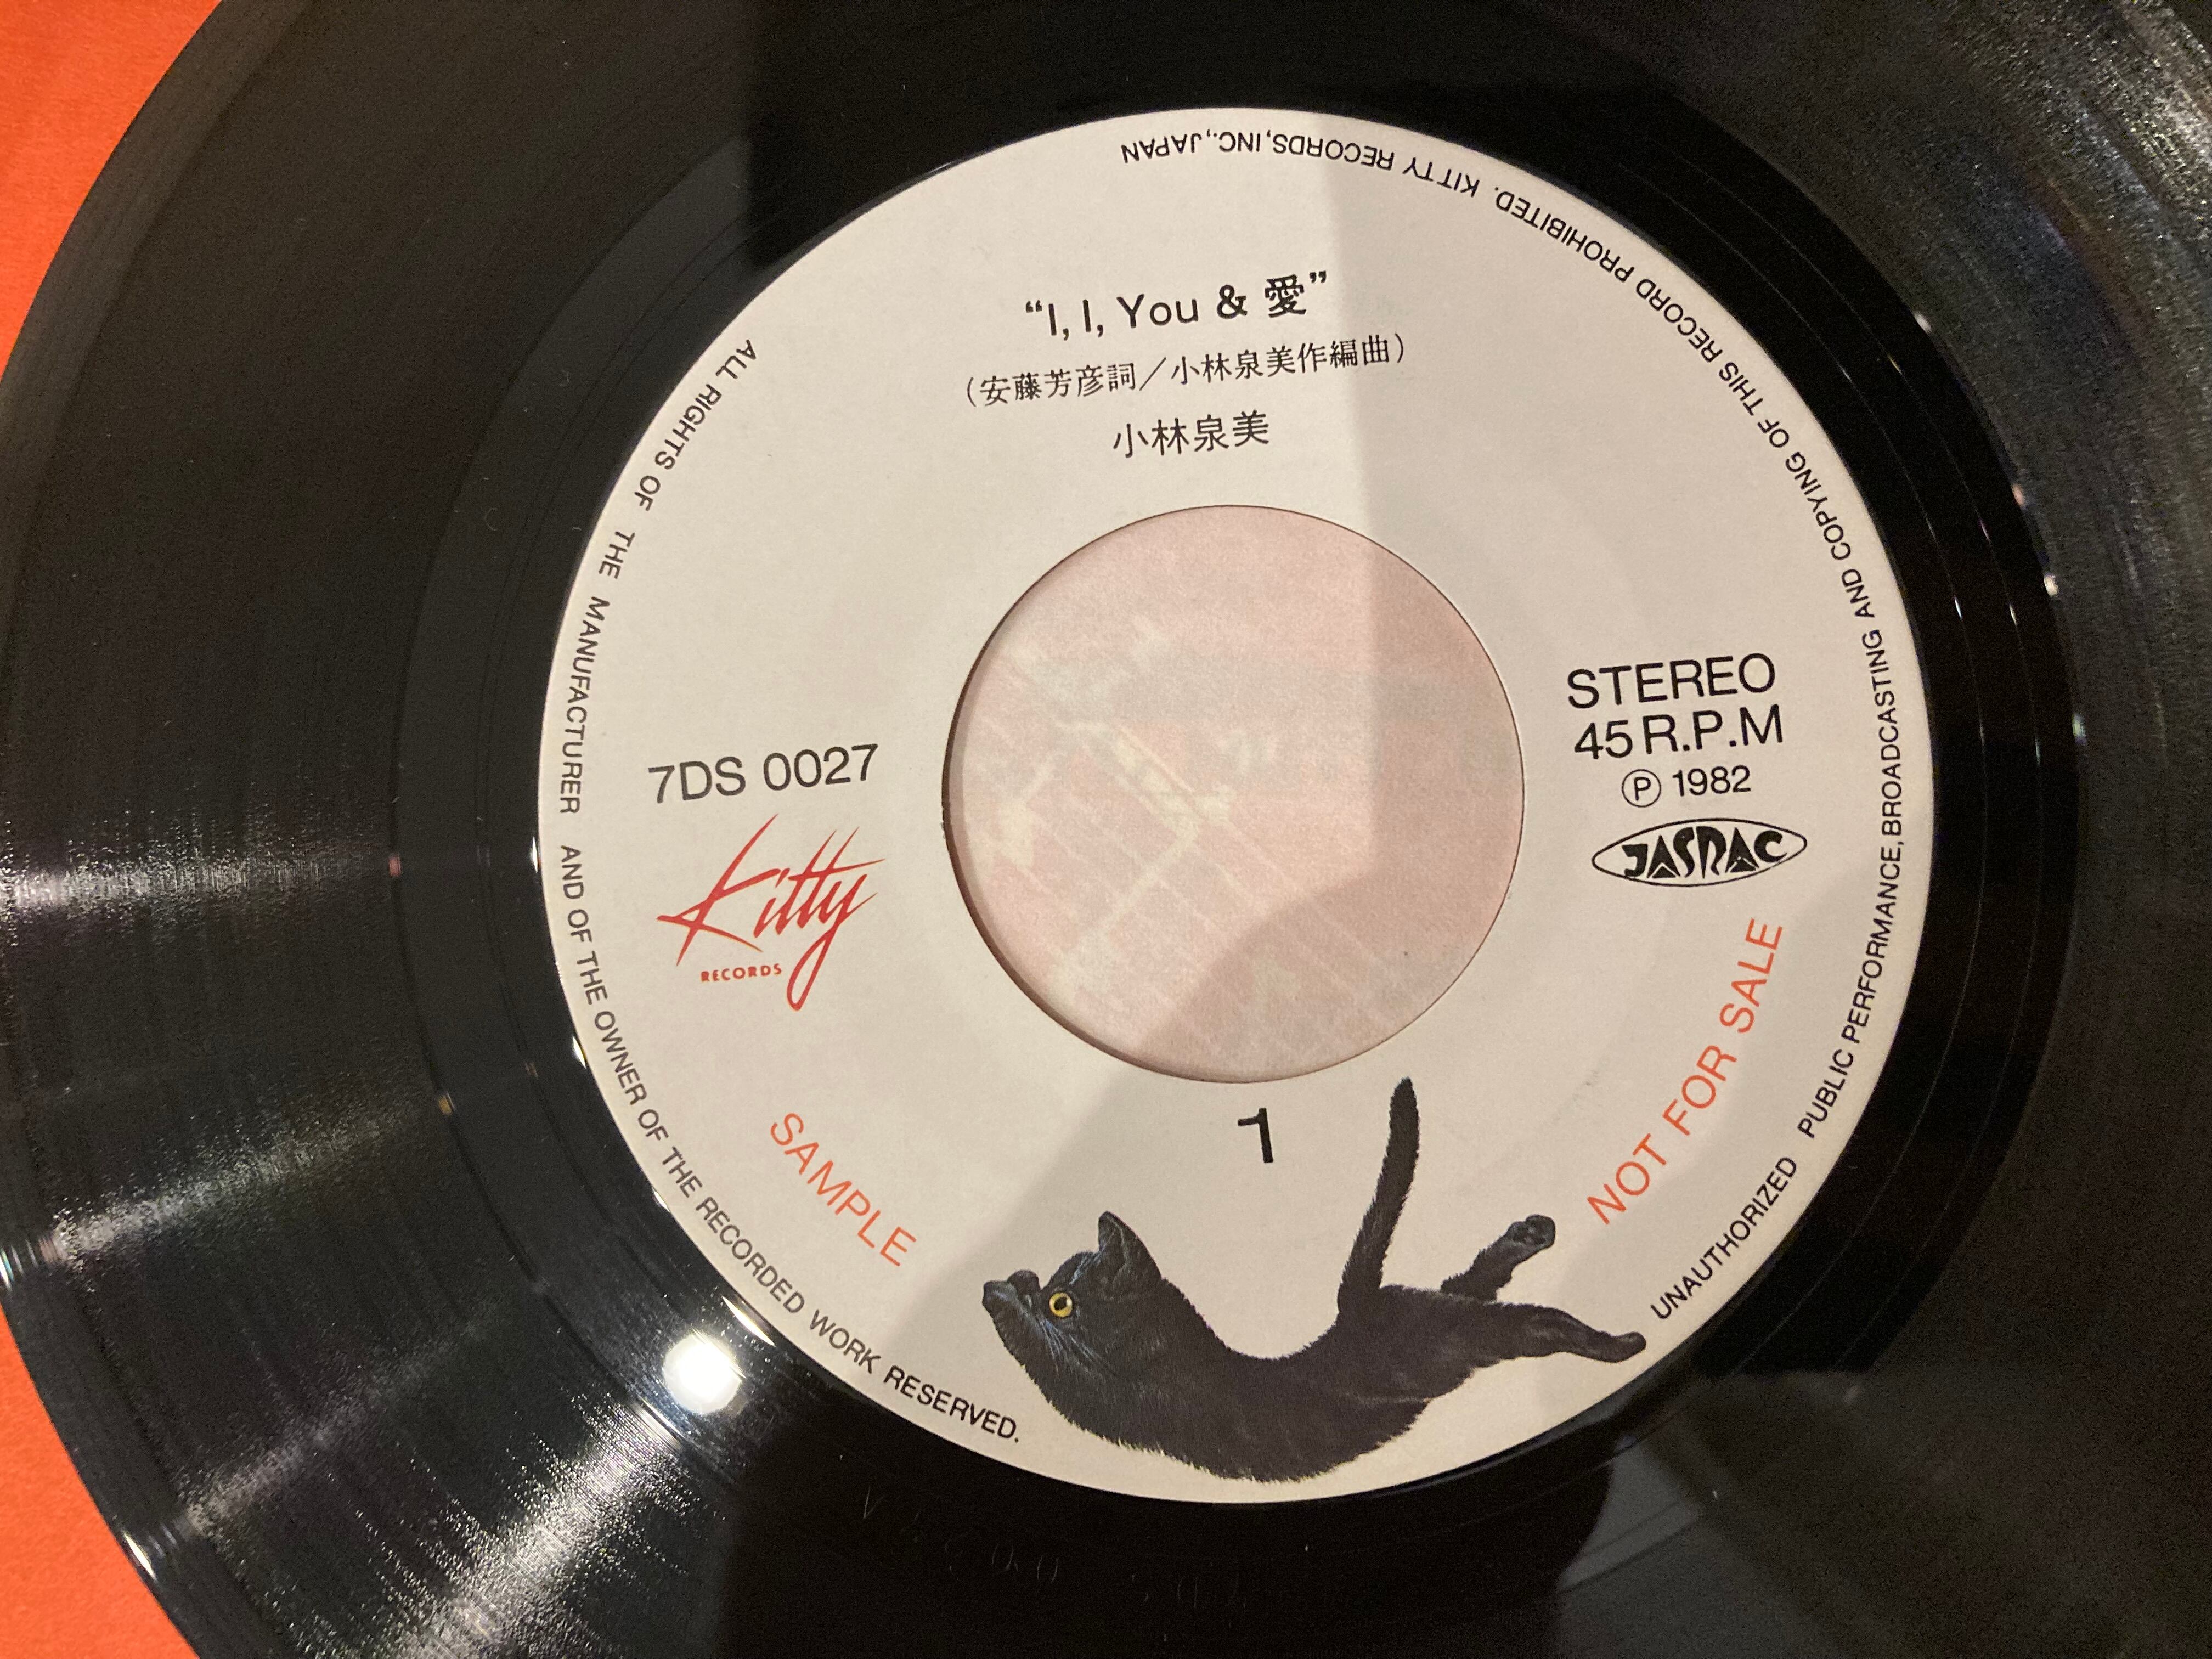 "I, I, You & 愛"
(安藤芳彦詞/小林泉美作編曲)
小林泉美
7DS 0027
Kitty
RECORDS
STEREO
45 R.P.M
Ⓟ 1982
JASRAC
1
SAMPLE
NOT FOR SALE
ALL RIGHTS OF THE MANUFACTURER AND OF THE OWNER OF THE RECORDED WORK RESERVED.
UNAUTHORIZED PUBLIC PERFORMANCE, BROADCASTING AND COPYING OF THIS RECORD PROHIBITED. KITTY RECORDS, INC., JAPAN